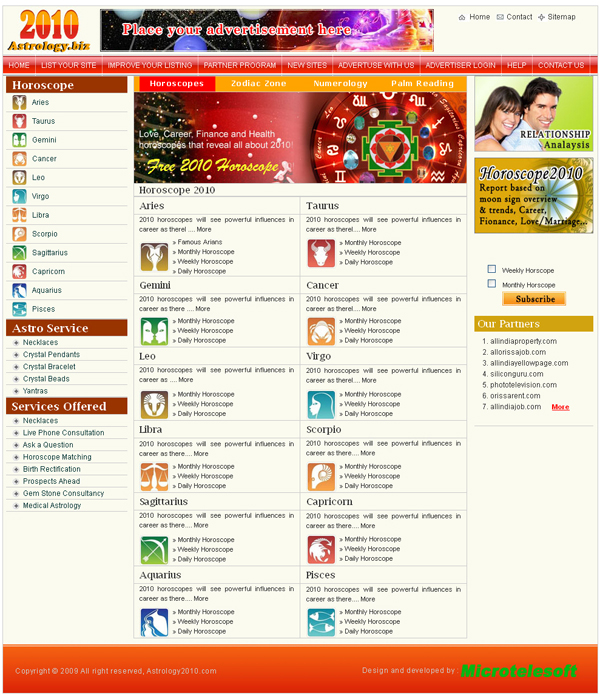 2010
Astrology.biz
Place your advertisement here
Home Contact Sitemap
HOME LIST YOUR SITE IMPROVE YOUR LISTING PARTNER PROGRAM NEW SITES ADVERTUSE WITH US ADVERTISER LOGIN HELP CONTACT US
Horoscope
Aries
Taurus
Gemini
Cancer
Leo
Virgo
Libra
Scorpio
Sagittarius
Capricorn
Aquarius
Pisces
Astro Service
Necklaces
Crystal Pendants
Crystal Bracelet
Crystal Beads
Yantras
Services Offered
Necklaces
Live Phone Consultation
Ask a Question
Horoscope Matching
Birth Rectification
Prospects Ahead
Gem Stone Consultancy
Medical Astrology
Horoscopes Zodiac Zone Numerology Palm Reading
Love, Career, Finance and Health
horoscopes that reveal all about 2010!
Free 2010 Horoscope
Horoscope 2010
Aries
2010 horoscopes will see powerful influences in
career as therel .... More
» Famous Arians
» Monthly Horoscope
» Weekly Horoscope
» Daily Horoscope
Taurus
2010 horoscopes will see powerful influences in
career as therel.... More
» Monthly Horoscope
» Weekly Horoscope
» Daily Horoscope
Gemini
2010 horoscopes will see powerful influences in
career as there .... More
» Monthly Horoscope
» Weekly Horoscope
» Daily Horoscope
Cancer
2010 horoscopes will see powerful influences in
career as therel .... More
» Monthly Horoscope
» Weekly Horoscope
» Daily Horoscope
Leo
2010 horoscopes will see powerful influences in
career as .... More
» Monthly Horoscope
» Weekly Horoscope
» Daily Horoscope
Virgo
2010 horoscopes will see powerful influences in
career as there.... More
» Monthly Horoscope
» Weekly Horoscope
» Daily Horoscope
Libra
2010 horoscopes will see powerful influences in
career as there.... More
» Monthly Horoscope
» Weekly Horoscope
» Daily Horoscope
Scorpio
2010 horoscopes will see powerful influences in
career as there.... More
» Monthly Horoscope
» Weekly Horoscope
» Daily Horoscope
Sagittarius
2010 horoscopes will see powerful influences in
career as there.... More
» Monthly Horoscope
» Weekly Horoscope
» Daily Horoscope
Capricorn
2010 horoscopes will see powerful influences in
career as there.... More
» Monthly Horoscope
» Weekly Horoscope
» Daily Horoscope
Aquarius
2010 horoscopes will see powerful influences in
career as there.... More
» Monthly Horoscope
» Weekly Horoscope
» Daily Horoscope
Pisces
2010 horoscopes will see powerful influences in
career as there.... More
» Monthly Horoscope
» Weekly Horoscope
» Daily Horoscope
RELATIONSHIP
Analaysis
Horoscope2010
Report based on
moon sign overview
& trends, Career,
Fionance, Love/Marriage...
Weekly Horscope
Monthly Horscope
Subscribe
Our Partners
1. allindiaproperty.com
2. allorissajob.com
3. allindiayellowpage.com
4. siliconguru.com
5. phototelevision.com
6. orissarent.com
7. allindiajob.com More
Copyright © 2009 All right reserved, Astrology2010.com
Design and developed by : Microtelesoft